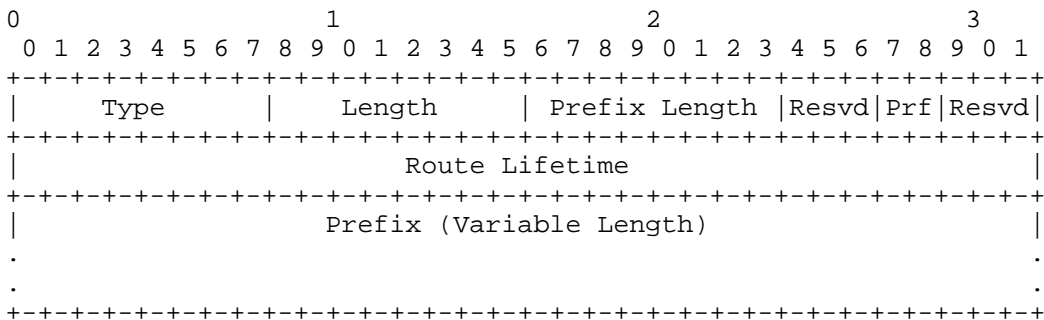 0                   1                   2                   3
 0 1 2 3 4 5 6 7 8 9 0 1 2 3 4 5 6 7 8 9 0 1 2 3 4 5 6 7 8 9 0 1
+-+-+-+-+-+-+-+-+-+-+-+-+-+-+-+-+-+-+-+-+-+-+-+-+-+-+-+-+-+-+-+-+
|     Type      |    Length     | Prefix Length |Resvd|Prf|Resvd|
+-+-+-+-+-+-+-+-+-+-+-+-+-+-+-+-+-+-+-+-+-+-+-+-+-+-+-+-+-+-+-+-+
|                        Route Lifetime                         |
+-+-+-+-+-+-+-+-+-+-+-+-+-+-+-+-+-+-+-+-+-+-+-+-+-+-+-+-+-+-+-+-+
|                   Prefix (Variable Length)                    |
.                                                               .
.                                                               .
+-+-+-+-+-+-+-+-+-+-+-+-+-+-+-+-+-+-+-+-+-+-+-+-+-+-+-+-+-+-+-+-+